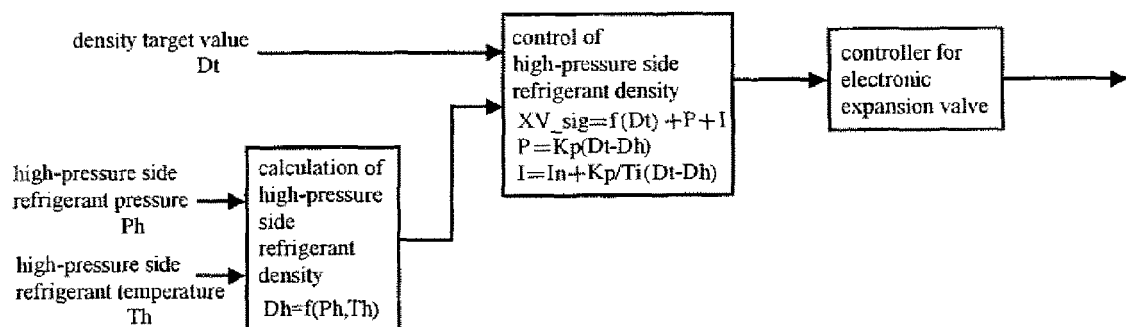 density target value
Dt
high-pressure side
refrigerant pressure
Ph
high-pressure side
refrigerant temperature
Th
calculation of
high-pressure
side
refrigerant
density
Dh=f(Ph,Th)
control of
high-pressure side
refrigerant density
XV_sig=f(Dt)+P+I
P=Kp(Dt-Dh)
I=In+Kp/Ti(Dt-Dh)
controller for
electronic
expansion valve